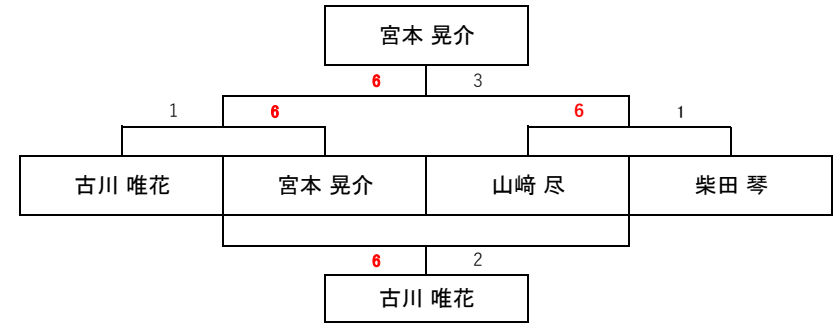 宮本 晃介
6 3
1 6 6 1
古川 唯花 宮本 晃介 山﨑 尽 柴田 琴
6 2
古川 唯花